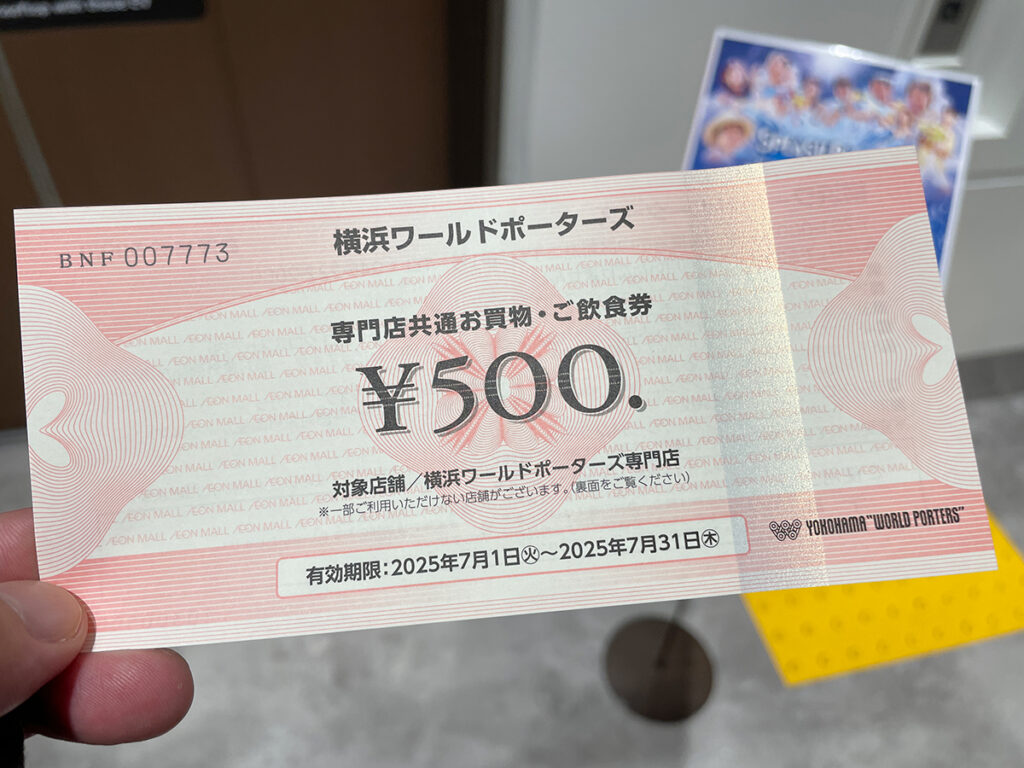 横浜ワールドポーターズ
BNF 007773
専門店共通お買物・ご飲食券
¥500.
対象店舗／横浜ワールドポーターズ専門店
※一部ご利用いただけない店舗がございます。(裏面をご覧ください)
有効期限：2025年7月1日㊋～2025年7月31日㊍
YOKOHAMA "WORLD PORTERS"
ÆON MALL